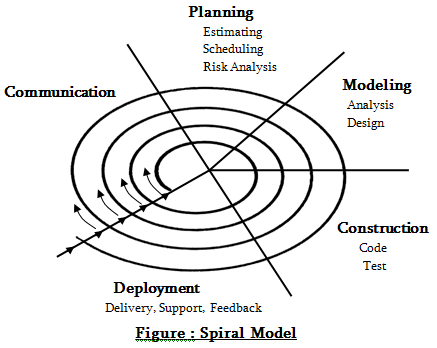 Planning
Estimating
Scheduling
Risk Analysis
Communication
Modeling
Analysis
Design
Construction
Code
Test
Deployment
Delivery, Support, Feedback
Figure : Spiral Model